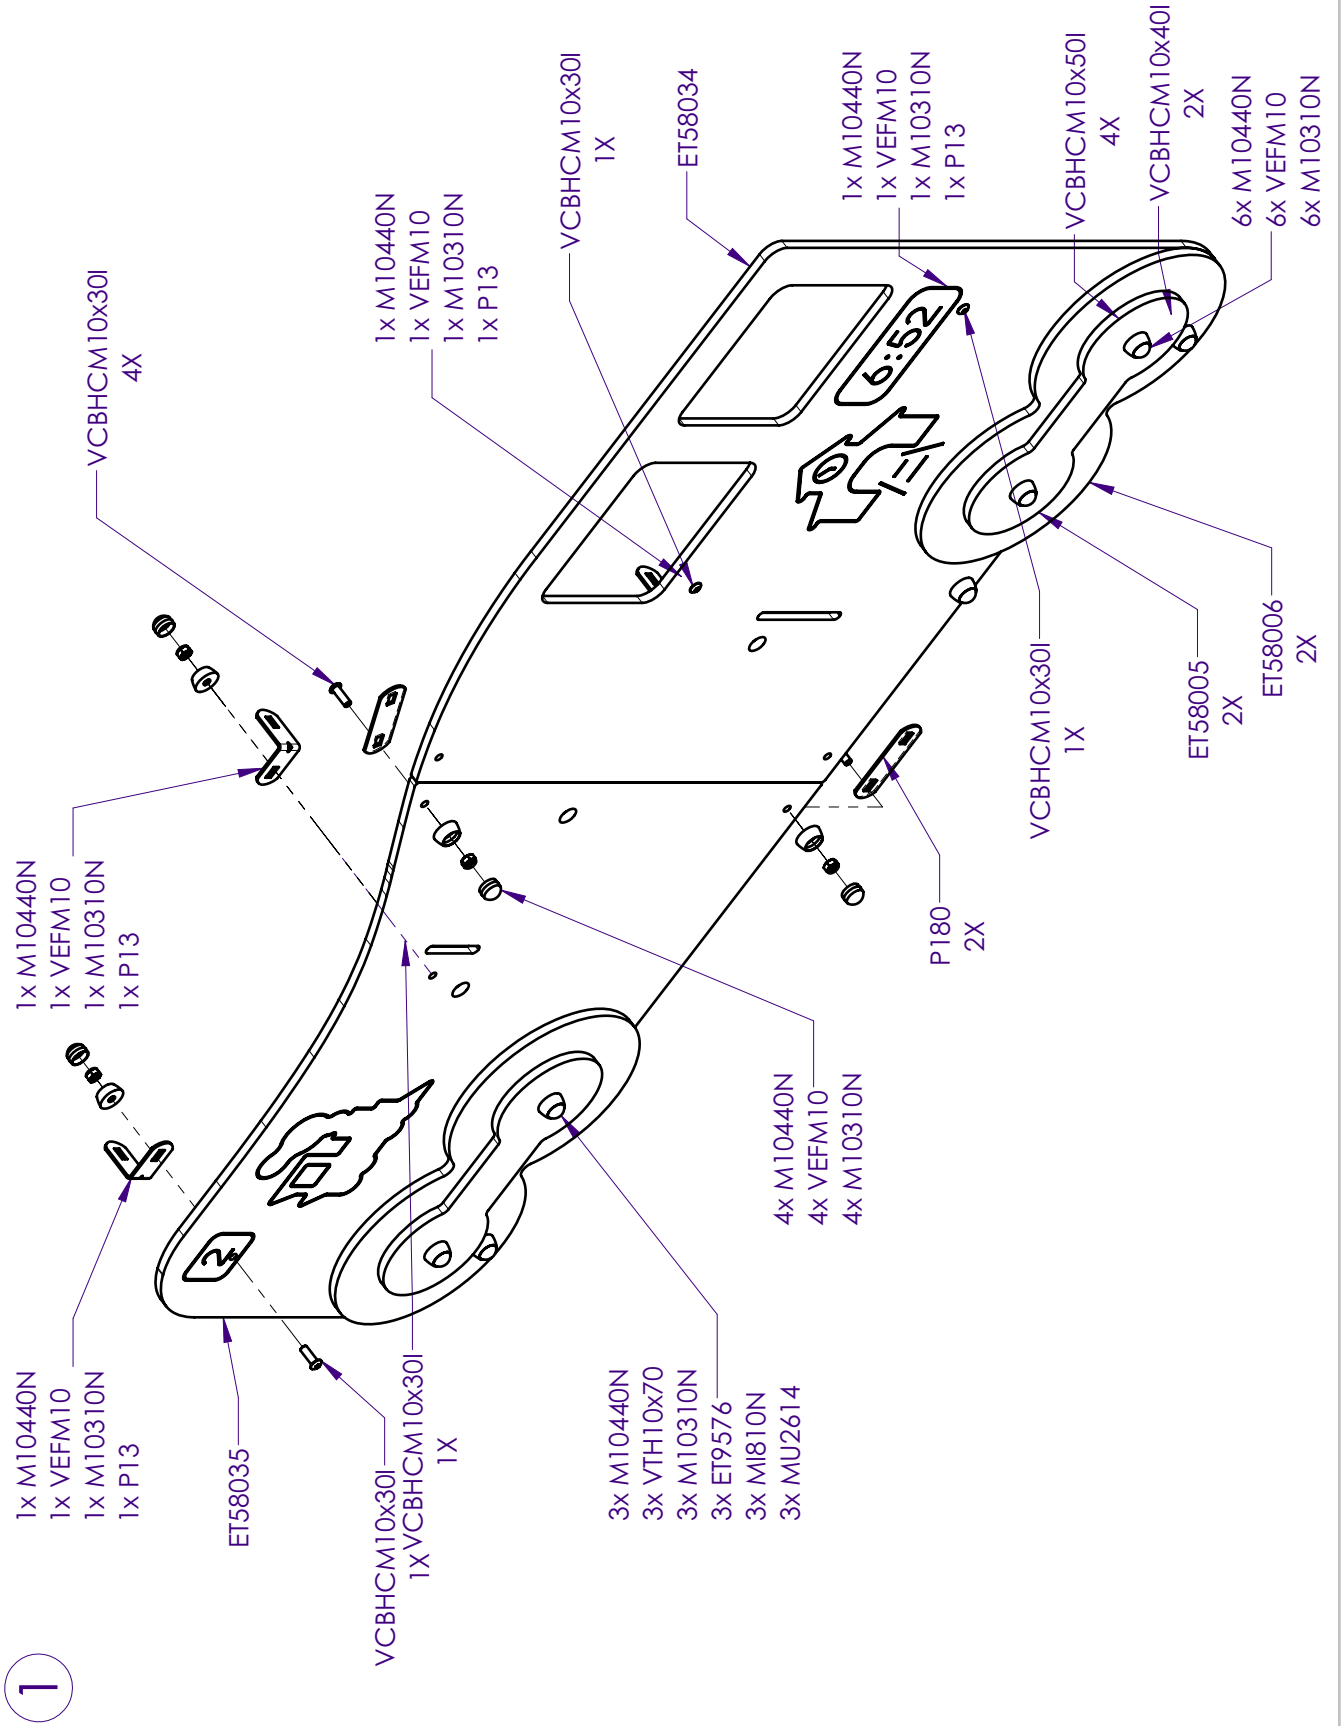 1
1x M10440N
1x VEFM10
1x M10310N
1x P13
ET58035
VCBHCM10x30I
1X
VCBHCM10x30I
1X
1x M10440N
1x VEFM10
1x M10310N
1x P13
VCBHCM10x30I
4X
1x M10440N
1x VEFM10
1x M10310N
1x P13
VCBHCM10x30I
1X
ET58034
1x M10440N
1x VEFM10
1x M10310N
1x P13
VCBHCM10x50I
4X
VCBHCM10x40I
2X
6x M10440N
6x VEFM10
6x M10310N
3x M10440N
3x VTH10x70
3x M10310N
3x ET9576
3x MI810N
3x MU2614
4x M10440N
4x VEFM10
4x M10310N
P180
2X
VCBHCM10x30I
1X
ET58005
2X
ET58006
2X
2
6:52